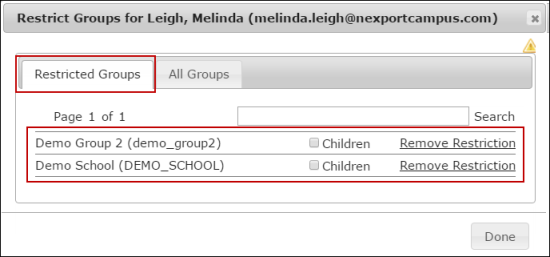 Restrict Groups for Leigh, Melinda (melinda.leigh@nexportcampus.com)
Restricted Groups All Groups
Page 1 of 1 Search
Demo Group 2 (demo_group2) Children Remove Restriction
Demo School (DEMO_SCHOOL) Children Remove Restriction
Done